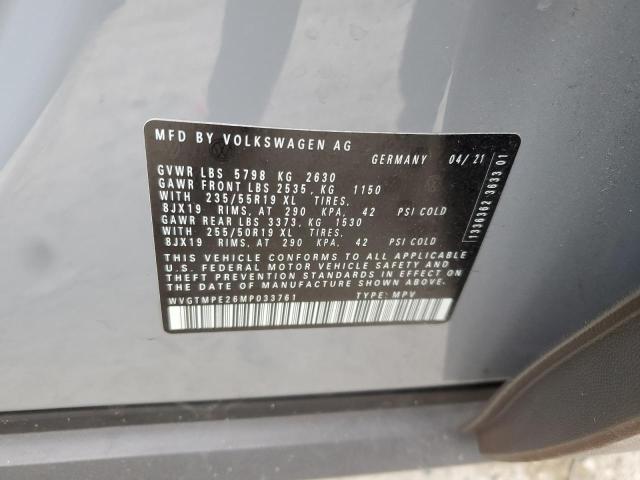 MFD BY VOLKSWAGEN AG
GERMANY 04/21
GVWR LBS 5798 KG 2630
GAWR FRONT LBS 2535, KG 1150
WITH 235/55R19 XL TIRES,
8JX19 RIMS, AT 290 KPA, 42 PSI COLD
GAWR REAR LBS 3373, KG 1530
WITH 255/50R19 XL TIRES,
8JX19 RIMS, AT 290 KPA, 42 PSI COLD
THIS VEHICLE CONFORMS TO ALL APPLICABLE
U.S. FEDERAL MOTOR VEHICLE SAFETY AND
THEFT PREVENTION STANDARDS IN EFFECT ON THE
DATE OF MANUFACTURE SHOWN ABOVE.
WVGTMPE26MP033761 TYPE: MPV
1336362 3633 01